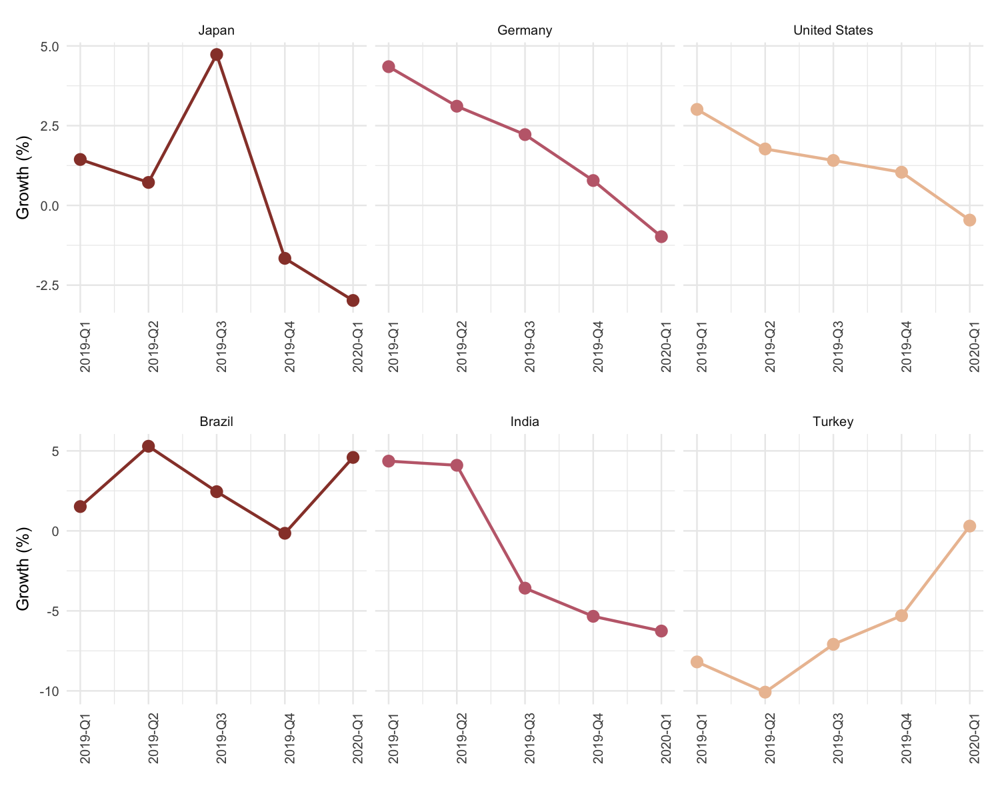 Japan
Germany
United States
Growth (%)
5.0
2.5
0.0
-2.5
2019-Q1
2019-Q2
2019-Q3
2019-Q4
2020-Q1
2019-Q1
2019-Q2
2019-Q3
2019-Q4
2020-Q1
2019-Q1
2019-Q2
2019-Q3
2019-Q4
2020-Q1
Brazil
India
Turkey
Growth (%)
5
0
-5
-10
2019-Q1
2019-Q2
2019-Q3
2019-Q4
2020-Q1
2019-Q1
2019-Q2
2019-Q3
2019-Q4
2020-Q1
2019-Q1
2019-Q2
2019-Q3
2019-Q4
2020-Q1